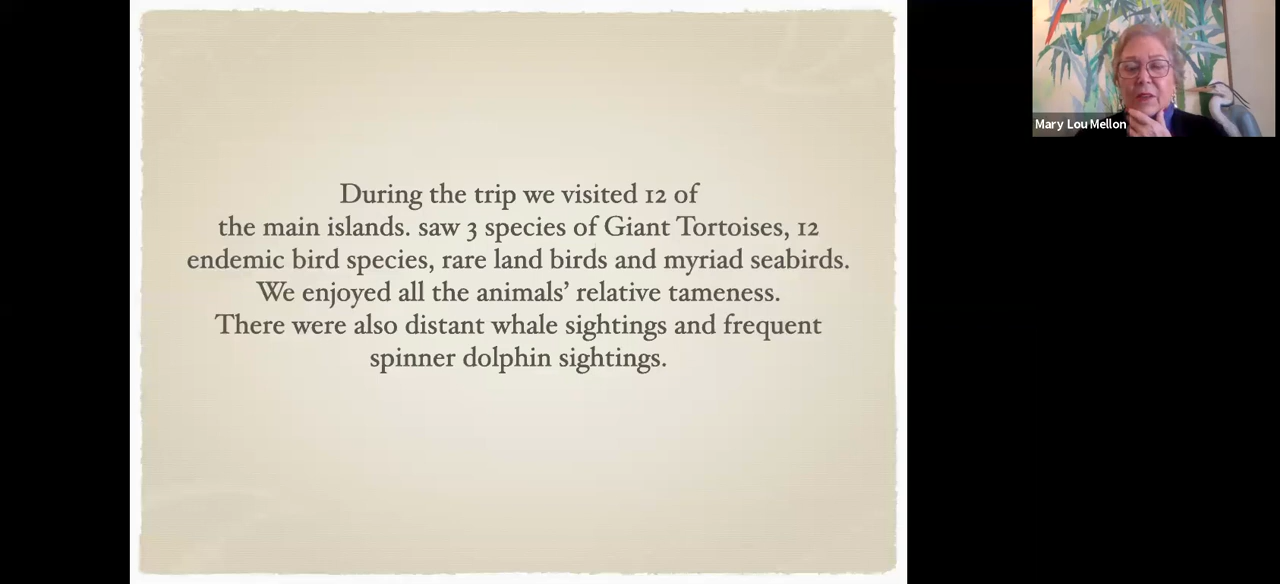 During the trip we visited 12 of
the main islands. saw 3 species of Giant Tortoises, 12
endemic bird species, rare land birds and myriad seabirds.
We enjoyed all the animals’ relative tameness.
There were also distant whale sightings and frequent
spinner dolphin sightings.
Mary Lou Mellon